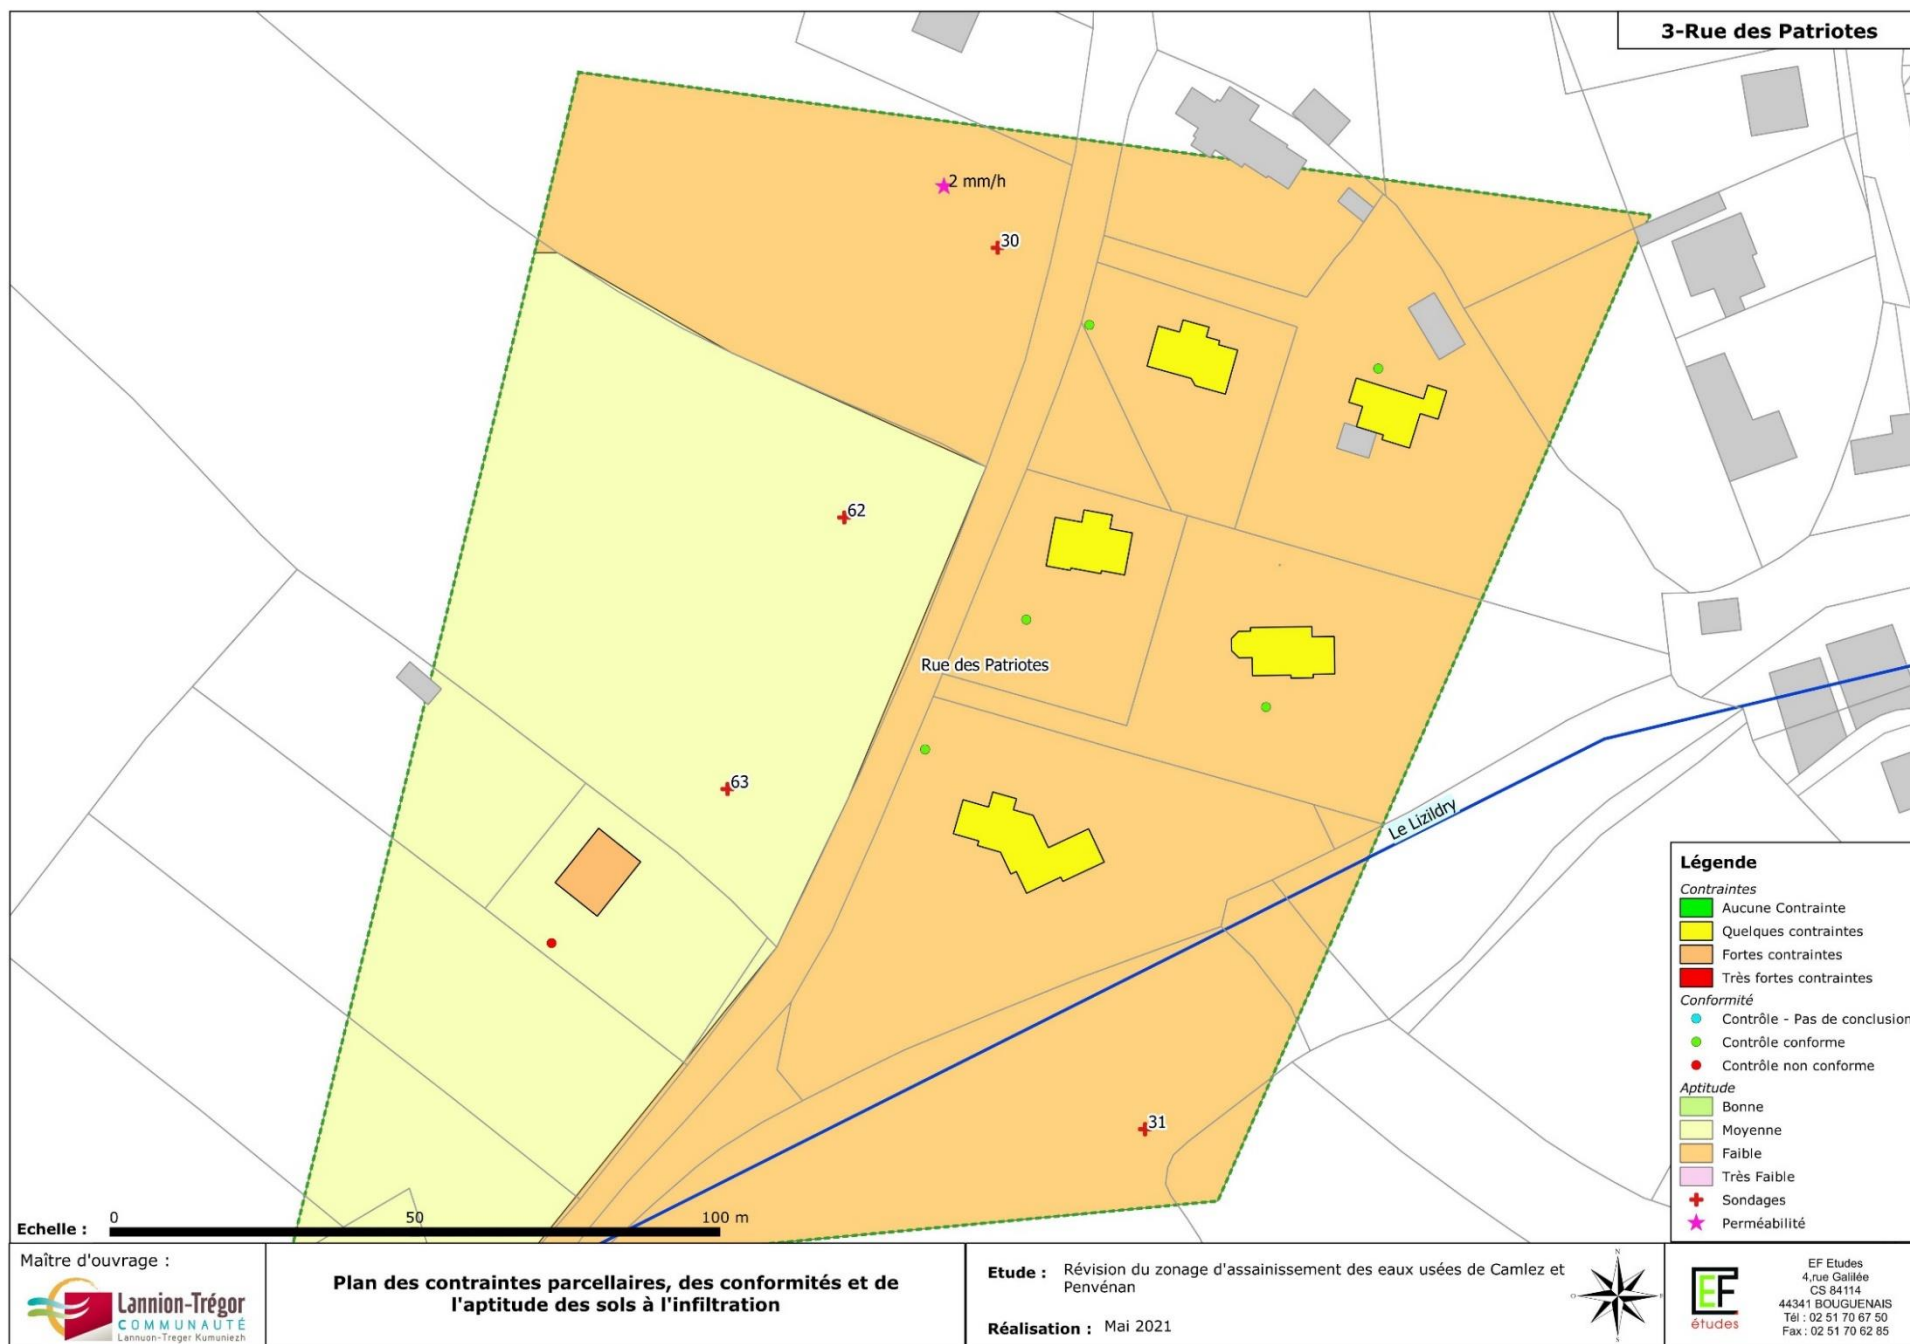 3-Rue des Patriotes
2 mm/h
30
62
Rue des Patriotes
63
Le Lizildry
31
Légende
Contraintes
Aucune Contrainte
Quelques contraintes
Fortes contraintes
Très fortes contraintes
Conformité
Contrôle - Pas de conclusion
Contrôle conforme
Contrôle non conforme
Aptitude
Bonne
Moyenne
Faible
Très Faible
Sondages
Perméabilité
Echelle :
0 50 100 m
Maître d'ouvrage :
Lannion-Trégor
COMMUNAUTÉ
Lannuon-Treger Kumuniezh
Plan des contraintes parcellaires, des conformités et de
l'aptitude des sols à l'infiltration
Etude : Révision du zonage d'assainissement des eaux usées de Camlez et
Penvénan
Réalisation : Mai 2021
N
O
E
S
EF
études
EF Etudes
4,rue Galilée
CS 84114
44341 BOUGUENAIS
Tél : 02 51 70 67 50
Fax : 02 51 70 62 85